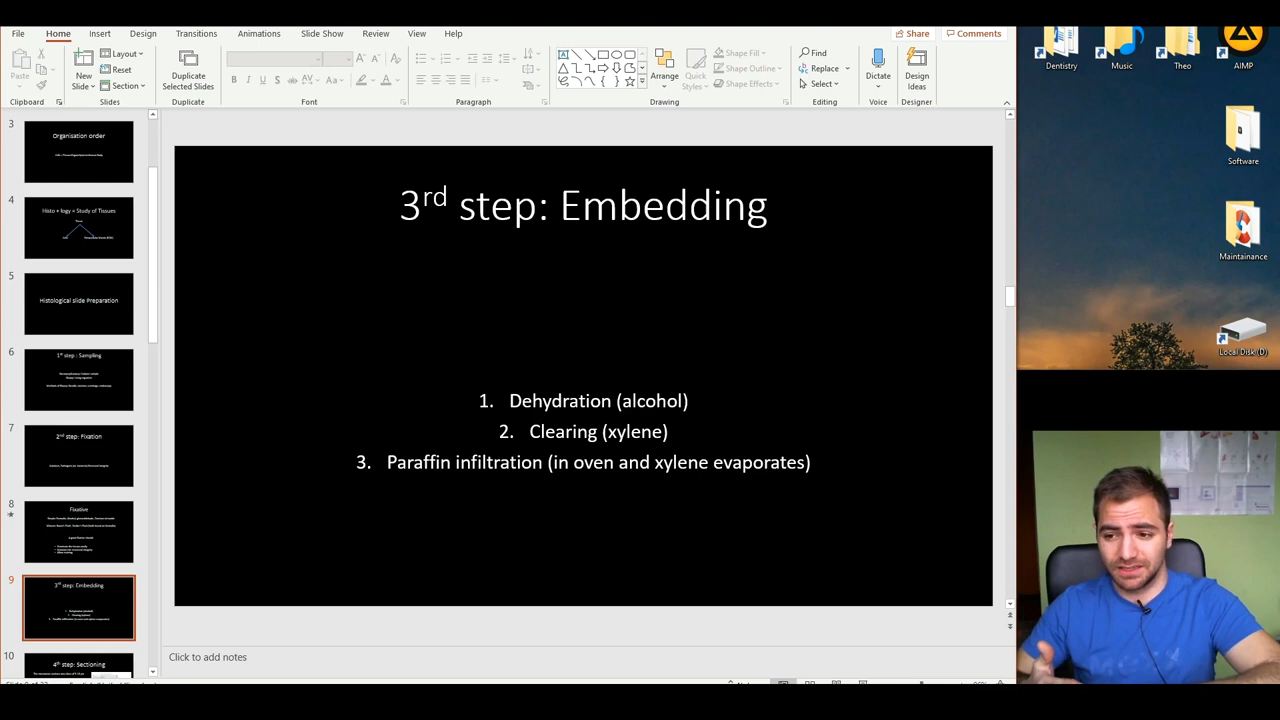 File Home Insert Design Transitions Animations Slide Show Review View Help Share Comments
Paste
New Slide
Layout
Reset
Section
Duplicate Selected Slides
Shape Fill
Shape Outline
Shape Effects
Arrange
Quick Styles
Find
Replace
Select
Dictate
Design Ideas
Clipboard Slides Duplicate Font Paragraph Drawing Editing Voice Designer
3
Organisation order
4
Histo + logy = Study of Tissues
5
Histological slide Preparation
6
1st step : Sampling
7
2nd step: Fixation
8
Fixative
9
3rd step: Embedding
10
4th step: Sectioning
3rd step: Embedding
1. Dehydration (alcohol)
2. Clearing (xylene)
3. Paraffin infiltration (in oven and xylene evaporates)
Click to add notes
Dentistry
Music
Theo
AIMP
Software
Maintainance
Local Disk (D)